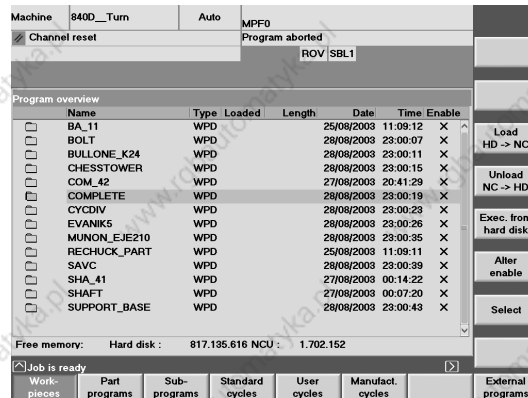 Machine 840D__Turn Auto MPF0
Channel reset Program aborted
ROV SBL1
Program overview
Name Type Loaded Length Date Time Enable
BA_11 WPD 25/08/2003 11:09:12 X
BOLT WPD 28/08/2003 23:00:07 X
BULLONE_K24 WPD 28/08/2003 23:00:11 X
CHESSTOWER WPD 28/08/2003 23:00:15 X
COM_42 WPD 27/08/2003 20:41:29 X
COMPLETE WPD 28/08/2003 23:00:19 X
CYCDIV WPD 28/08/2003 23:00:23 X
EVANIK5 WPD 28/08/2003 23:00:26 X
MUNON_EJE210 WPD 28/08/2003 23:00:35 X
RECHUCK_PART WPD 25/08/2003 11:09:11 X
SAVC WPD 28/08/2003 23:00:39 X
SHA_41 WPD 27/08/2003 00:14:22 X
SHAFT WPD 27/08/2003 00:07:20 X
SUPPORT_BASE WPD 28/08/2003 23:00:43 X
Free memory: Hard disk : 817.135.616 NCU : 1.702.152
Job is ready
Load
HD -> NC
Unload
NC -> HD
Exec. from
hard disk
Alter
enable
Select
Work-
pieces
Part
programs
Sub-
programs
Standard
cycles
User
cycles
Manufact.
cycles
External
programs